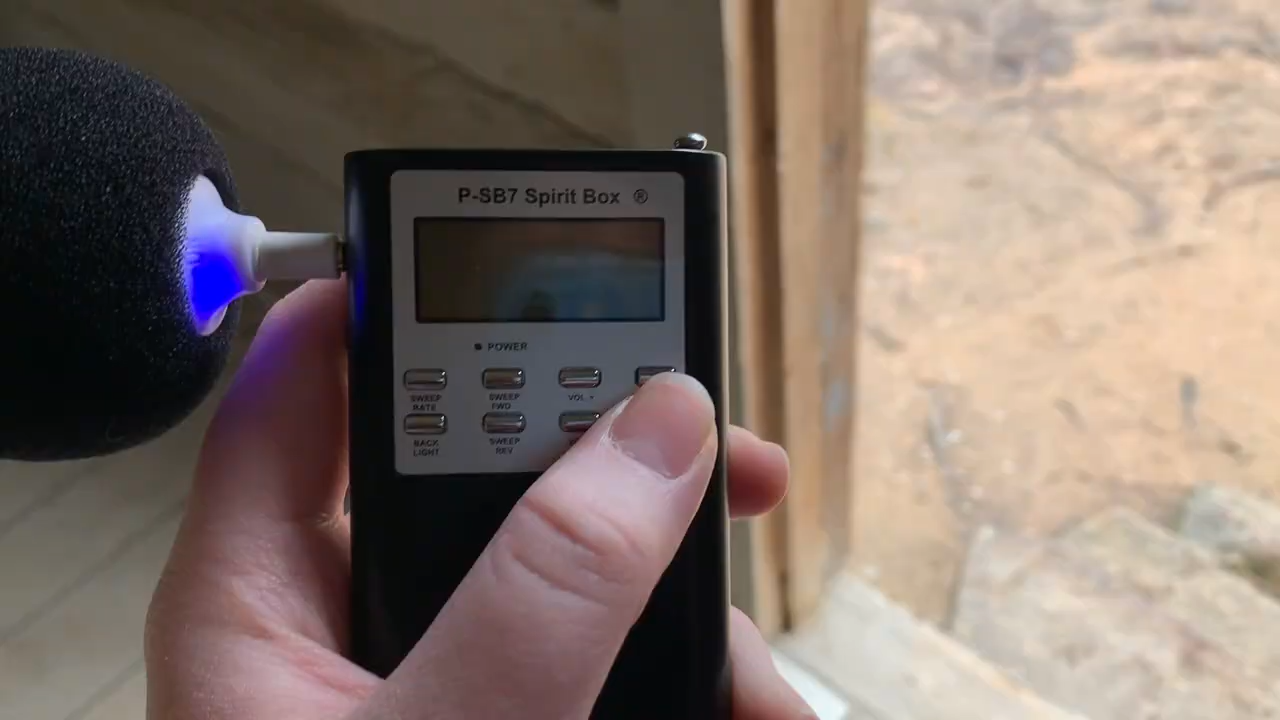 P-SB7 Spirit Box ®
POWER
SWEEP RATE
SWEEP FWD
VOL +
BACK LIGHT
SWEEP REV